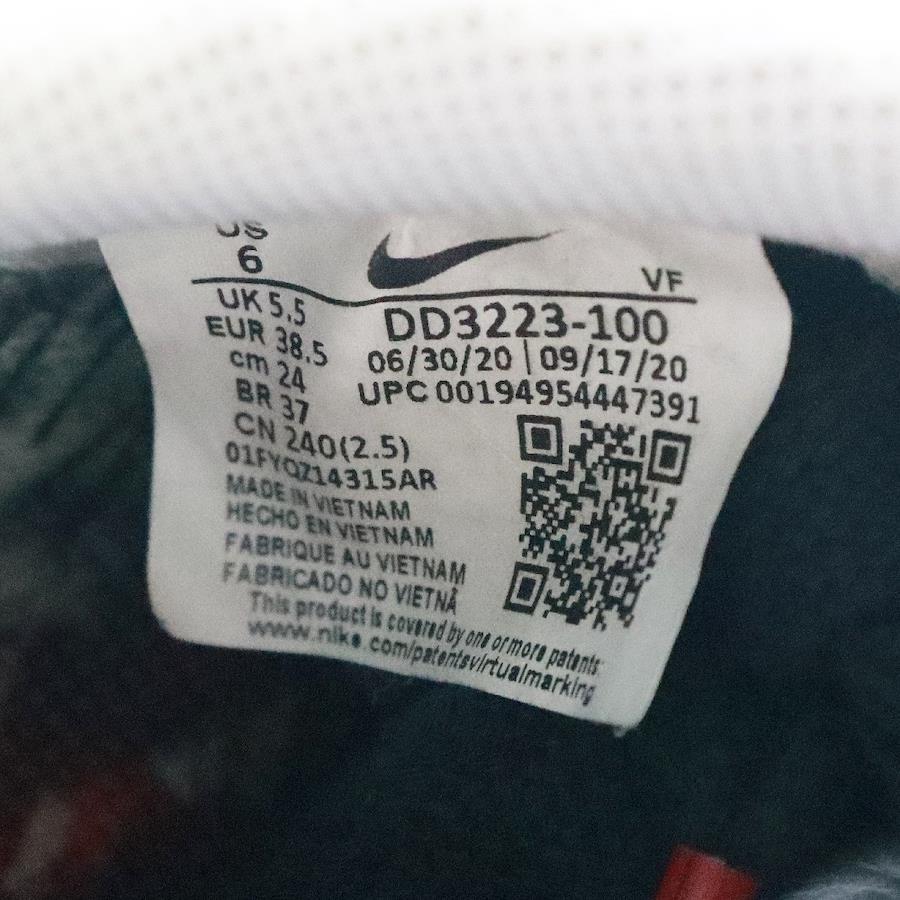 US
6
VF
UK 5.5
EUR 38.5
cm 24
BR 37
CN 240(2.5)
DD3223-100
06/30/20 | 09/17/20
UPC 00194954447391
01FYQZ14315AR
MADE IN VIETNAM
HECHO EN VIETNAM
FABRIQUE AU VIETNAM
FABRICADO NO VIETNÃ
This product is covered by one or more patents:
www.nike.com/patentsvirtualmarking